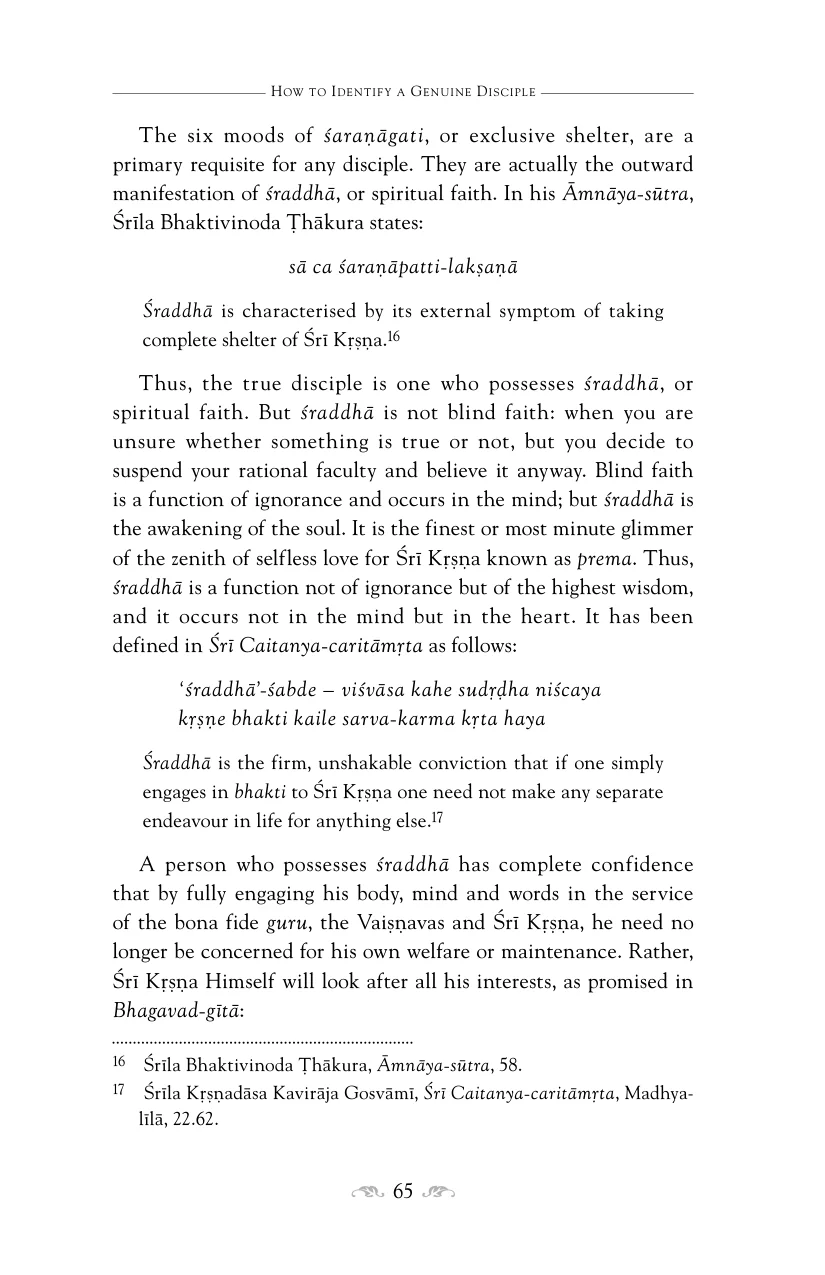 How to Identify a Genuine Disciple
The six moods of śaraṇāgati, or exclusive shelter, are a
primary requisite for any disciple. They are actually the outward
manifestation of śraddhā, or spiritual faith. In his Āmnāya-sūtra,
Śrīla Bhaktivinoda Ṭhākura states:
sā ca śaraṇāpatti-lakṣaṇā
Śraddhā is characterised by its external symptom of taking
complete shelter of Śrī Kṛṣṇa.16
Thus, the true disciple is one who possesses śraddhā, or
spiritual faith. But śraddhā is not blind faith: when you are
unsure whether something is true or not, but you decide to
suspend your rational faculty and believe it anyway. Blind faith
is a function of ignorance and occurs in the mind; but śraddhā is
the awakening of the soul. It is the finest or most minute glimmer
of the zenith of selfless love for Śrī Kṛṣṇa known as prema. Thus,
śraddhā is a function not of ignorance but of the highest wisdom,
and it occurs not in the mind but in the heart. It has been
defined in Śrī Caitanya-caritāmṛta as follows:
‘śraddhā’-śabde – viśvāsa kahe sudṛḍha niścaya
kṛṣṇe bhakti kaile sarva-karma kṛta haya
Śraddhā is the firm, unshakable conviction that if one simply
engages in bhakti to Śrī Kṛṣṇa one need not make any separate
endeavour in life for anything else.17
A person who possesses śraddhā has complete confidence
that by fully engaging his body, mind and words in the service
of the bona fide guru, the Vaiṣṇavas and Śrī Kṛṣṇa, he need no
longer be concerned for his own welfare or maintenance. Rather,
Śrī Kṛṣṇa Himself will look after all his interests, as promised in
Bhagavad-gītā:
16 Śrīla Bhaktivinoda Ṭhākura, Āmnāya-sūtra, 58.
17 Śrīla Kṛṣṇadāsa Kavirāja Gosvāmī, Śrī Caitanya-caritāmṛta, Madhya-
līlā, 22.62.
65